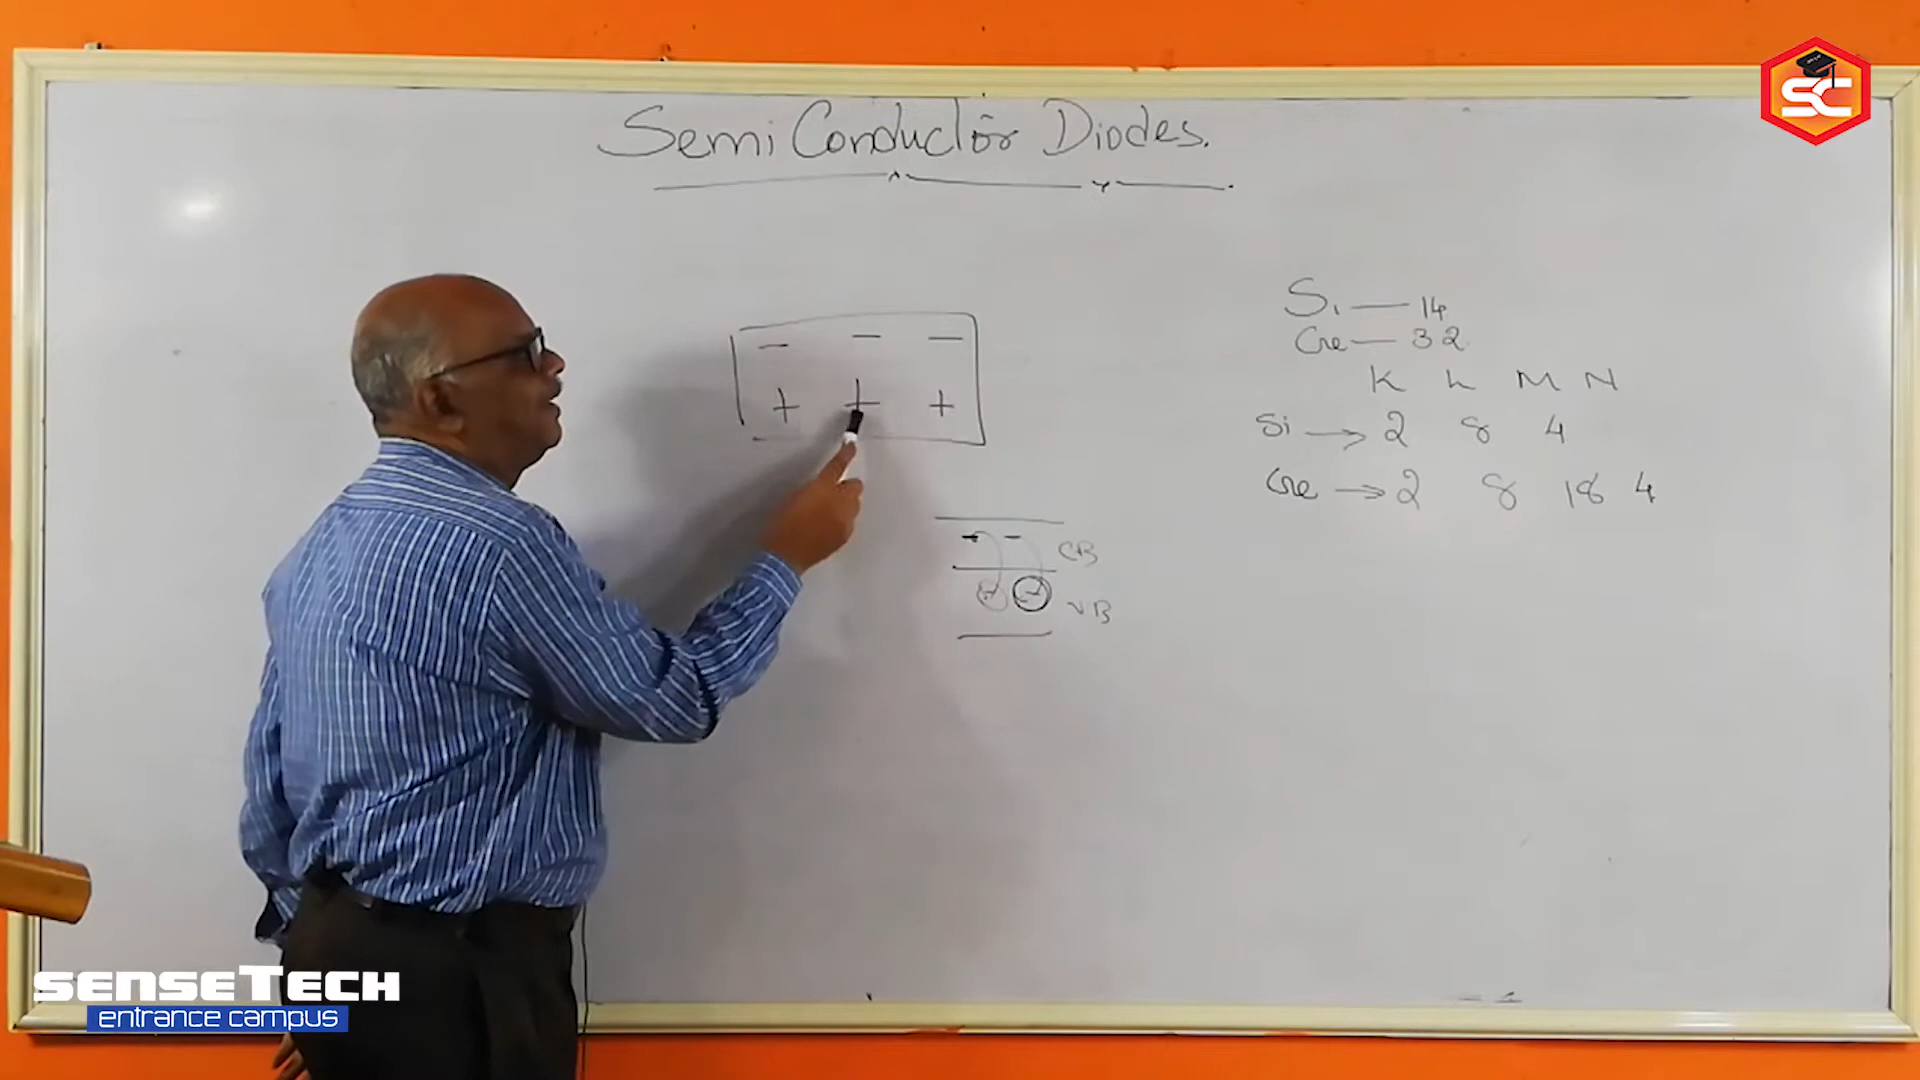 SC
Semi Conductor Diodes.
— — —
+ + +
Si — 14
Ge — 32
K L M N
Si → 2 8 4
Ge → 2 8 18 4
CB
VB
SENSETECH
entrance campus